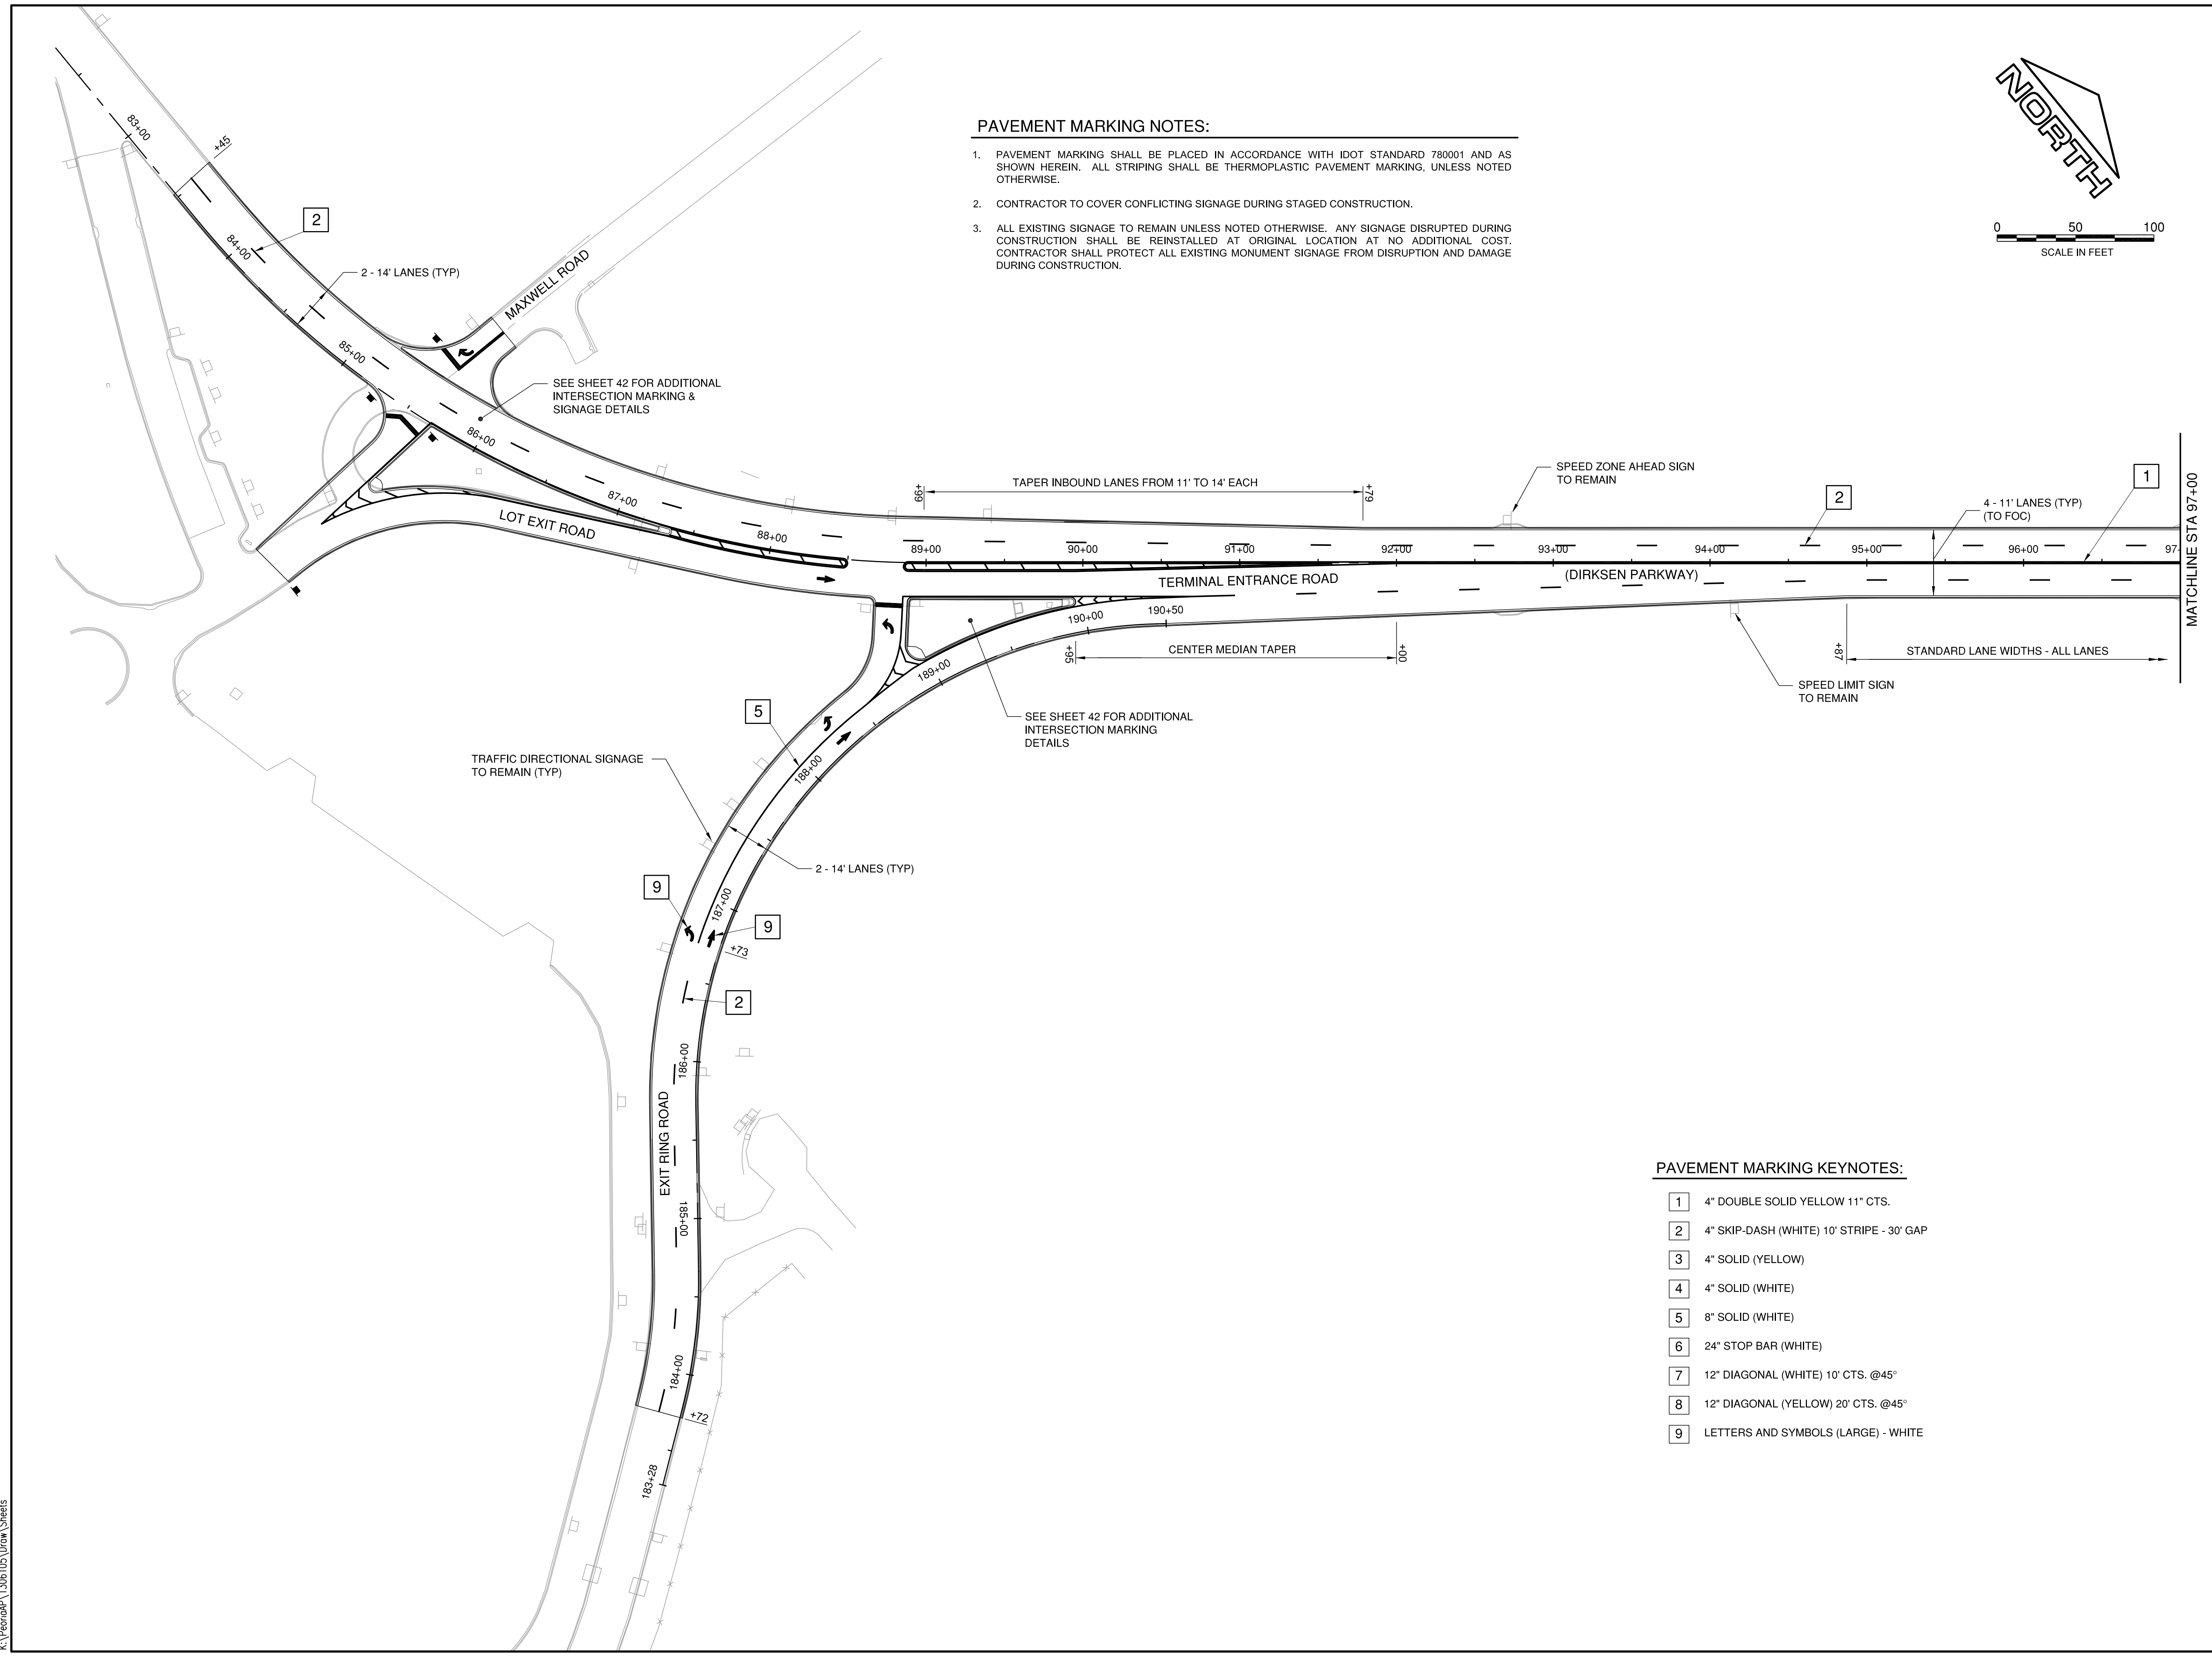 PAVEMENT MARKING NOTES:
1. PAVEMENT MARKING SHALL BE PLACED IN ACCORDANCE WITH IDOT STANDARD 780001 AND AS
SHOWN HEREIN. ALL STRIPING SHALL BE THERMOPLASTIC PAVEMENT MARKING, UNLESS NOTED
OTHERWISE.
2. CONTRACTOR TO COVER CONFLICTING SIGNAGE DURING STAGED CONSTRUCTION.
3. ALL EXISTING SIGNAGE TO REMAIN UNLESS NOTED OTHERWISE. ANY SIGNAGE DISRUPTED DURING
CONSTRUCTION SHALL BE REINSTALLED AT ORIGINAL LOCATION AT NO ADDITIONAL COST.
CONTRACTOR SHALL PROTECT ALL EXISTING MONUMENT SIGNAGE FROM DISRUPTION AND DAMAGE
DURING CONSTRUCTION.
NORTH
0 50 100
SCALE IN FEET
83+00
+45
2
84+00
2 - 14' LANES (TYP)
MAXWELL ROAD
85+00
SEE SHEET 42 FOR ADDITIONAL
INTERSECTION MARKING &
SIGNAGE DETAILS
86+00
87+00
LOT EXIT ROAD
88+00
+99
TAPER INBOUND LANES FROM 11' TO 14' EACH
+79
SPEED ZONE AHEAD SIGN
TO REMAIN
2
1
4 - 11' LANES (TYP)
(TO FOC)
MATCHLINE STA 97+00
89+00
90+00
91+00
92+00
93+00
94+00
95+00
96+00
97+
TERMINAL ENTRANCE ROAD
(DIRKSEN PARKWAY)
190+00
190+50
+95
CENTER MEDIAN TAPER
+00
+87
STANDARD LANE WIDTHS - ALL LANES
SPEED LIMIT SIGN
TO REMAIN
189+00
5
SEE SHEET 42 FOR ADDITIONAL
INTERSECTION MARKING
DETAILS
TRAFFIC DIRECTIONAL SIGNAGE
TO REMAIN (TYP)
188+00
2 - 14' LANES (TYP)
9
187+00
9
+73
2
186+00
EXIT RING ROAD
185+00
184+00
+72
183+28
PAVEMENT MARKING KEYNOTES:
1 4" DOUBLE SOLID YELLOW 11" CTS.
2 4" SKIP-DASH (WHITE) 10' STRIPE - 30' GAP
3 4" SOLID (YELLOW)
4 4" SOLID (WHITE)
5 8" SOLID (WHITE)
6 24" STOP BAR (WHITE)
7 12" DIAGONAL (WHITE) 10' CTS. @45°
8 12" DIAGONAL (YELLOW) 20' CTS. @45°
9 LETTERS AND SYMBOLS (LARGE) - WHITE